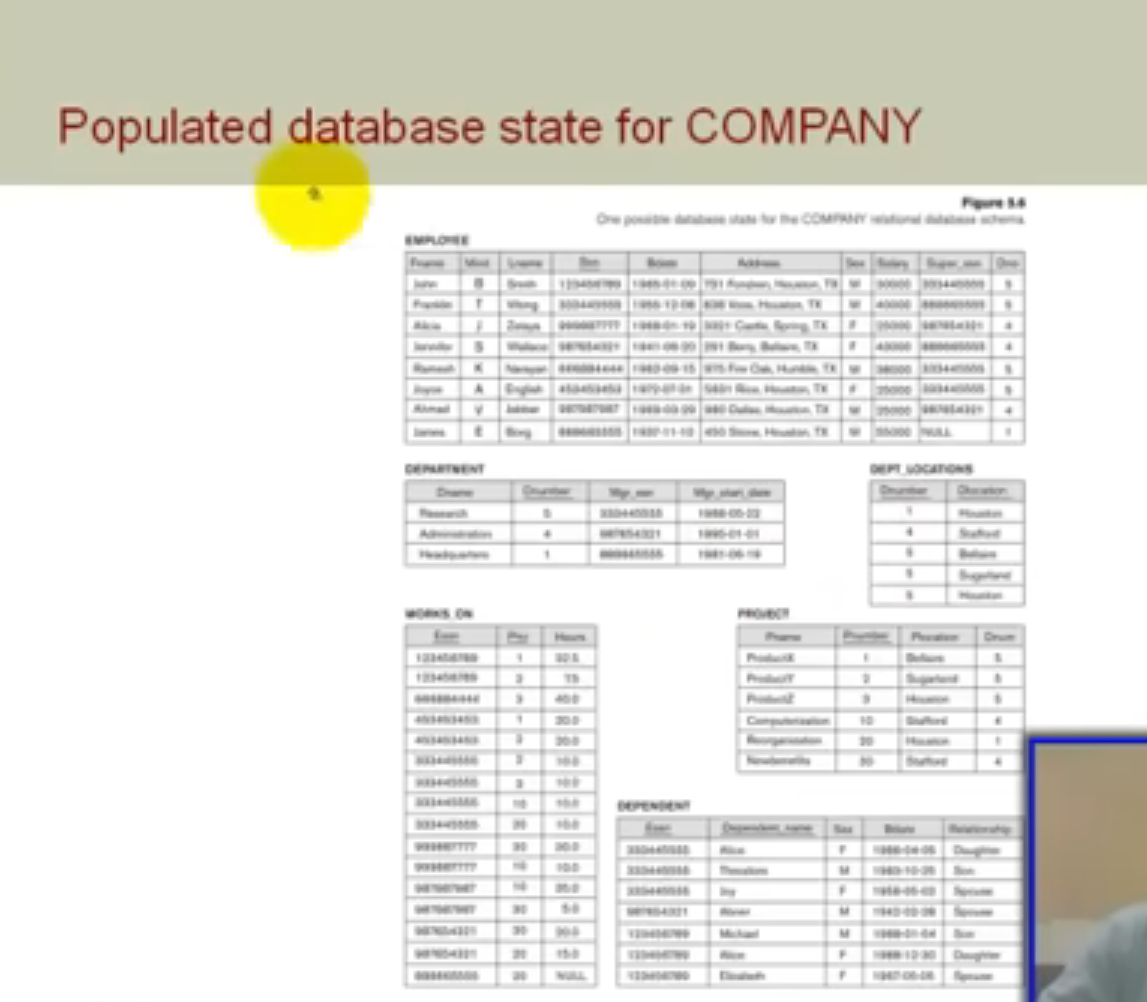 Populated database state for COMPANY
Figure 5.6
One possible database state for the COMPANY relational database schema.
EMPLOYEE
Fname Minit Lname Ssn Bdate Address Sex Salary Super_ssn Dno
John B Smith 123456789 1965-01-09 731 Fondren, Houston, TX M 30000 333445555 5
Franklin T Wong 333445555 1955-12-08 638 Voss, Houston, TX M 40000 888665555 5
Alicia J Zelaya 999887777 1968-01-19 3321 Castle, Spring, TX F 25000 987654321 4
Jennifer S Wallace 987654321 1941-06-20 291 Berry, Bellaire, TX F 43000 888665555 4
Ramesh K Narayan 666884444 1962-09-15 975 Fire Oak, Humble, TX M 38000 333445555 5
Joyce A English 453453453 1972-07-31 5631 Rice, Houston, TX F 25000 333445555 5
Ahmad V Jabbar 987987987 1969-03-29 980 Dallas, Houston, TX M 25000 987654321 4
James E Borg 888665555 1937-11-10 450 Stone, Houston, TX M 55000 NULL 1
DEPARTMENT
Dname Dnumber Mgr_ssn Mgr_start_date
Research 5 333445555 1988-05-22
Administration 4 987654321 1995-01-01
Headquarters 1 888665555 1981-06-19
DEPT_LOCATIONS
Dnumber Dlocation
1 Houston
4 Stafford
5 Bellaire
5 Sugarland
5 Houston
WORKS_ON
Essn Pno Hours
123456789 1 32.5
123456789 2 7.5
666884444 3 40.0
453453453 1 20.0
453453453 2 20.0
333445555 2 10.0
333445555 3 10.0
333445555 10 10.0
333445555 20 10.0
999887777 30 30.0
999887777 10 10.0
987987987 10 35.0
987987987 30 5.0
987654321 30 20.0
987654321 20 15.0
888665555 20 NULL
PROJECT
Pname Pnumber Plocation Dnum
ProductX 1 Bellaire 5
ProductY 2 Sugarland 5
ProductZ 3 Houston 5
Computerization 10 Stafford 4
Reorganization 20 Houston 1
Newbenefits 30 Stafford 4
DEPENDENT
Essn Dependent_name Sex Bdate Relationship
333445555 Alice F 1986-04-05 Daughter
333445555 Theodore M 1983-10-25 Son
333445555 Joy F 1958-05-03 Spouse
987654321 Abner M 1942-02-28 Spouse
123456789 Michael M 1988-01-04 Son
123456789 Alice F 1988-12-30 Daughter
123456789 Elizabeth F 1967-05-05 Spouse